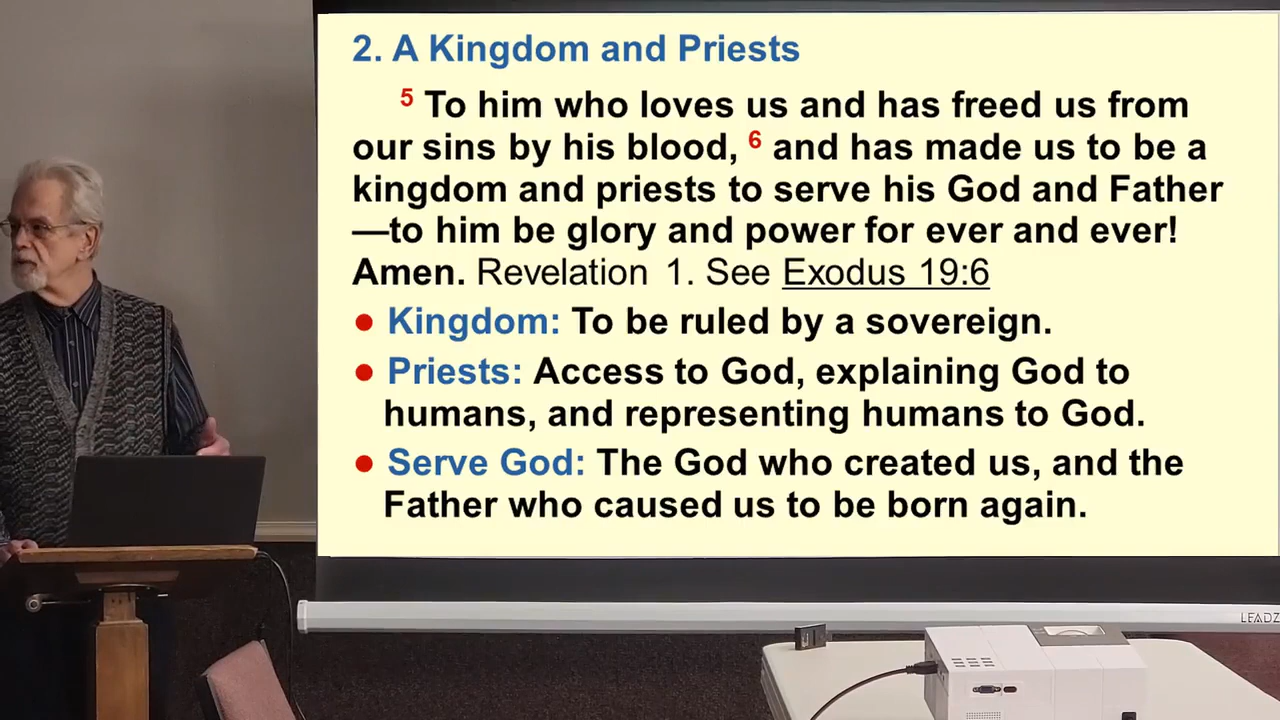 2. A Kingdom and Priests
5 To him who loves us and has freed us from
our sins by his blood, 6 and has made us to be a
kingdom and priests to serve his God and Father
—to him be glory and power for ever and ever!
Amen. Revelation 1. See Exodus 19:6
● Kingdom: To be ruled by a sovereign.
● Priests: Access to God, explaining God to
humans, and representing humans to God.
● Serve God: The God who created us, and the
Father who caused us to be born again.
LEADZ